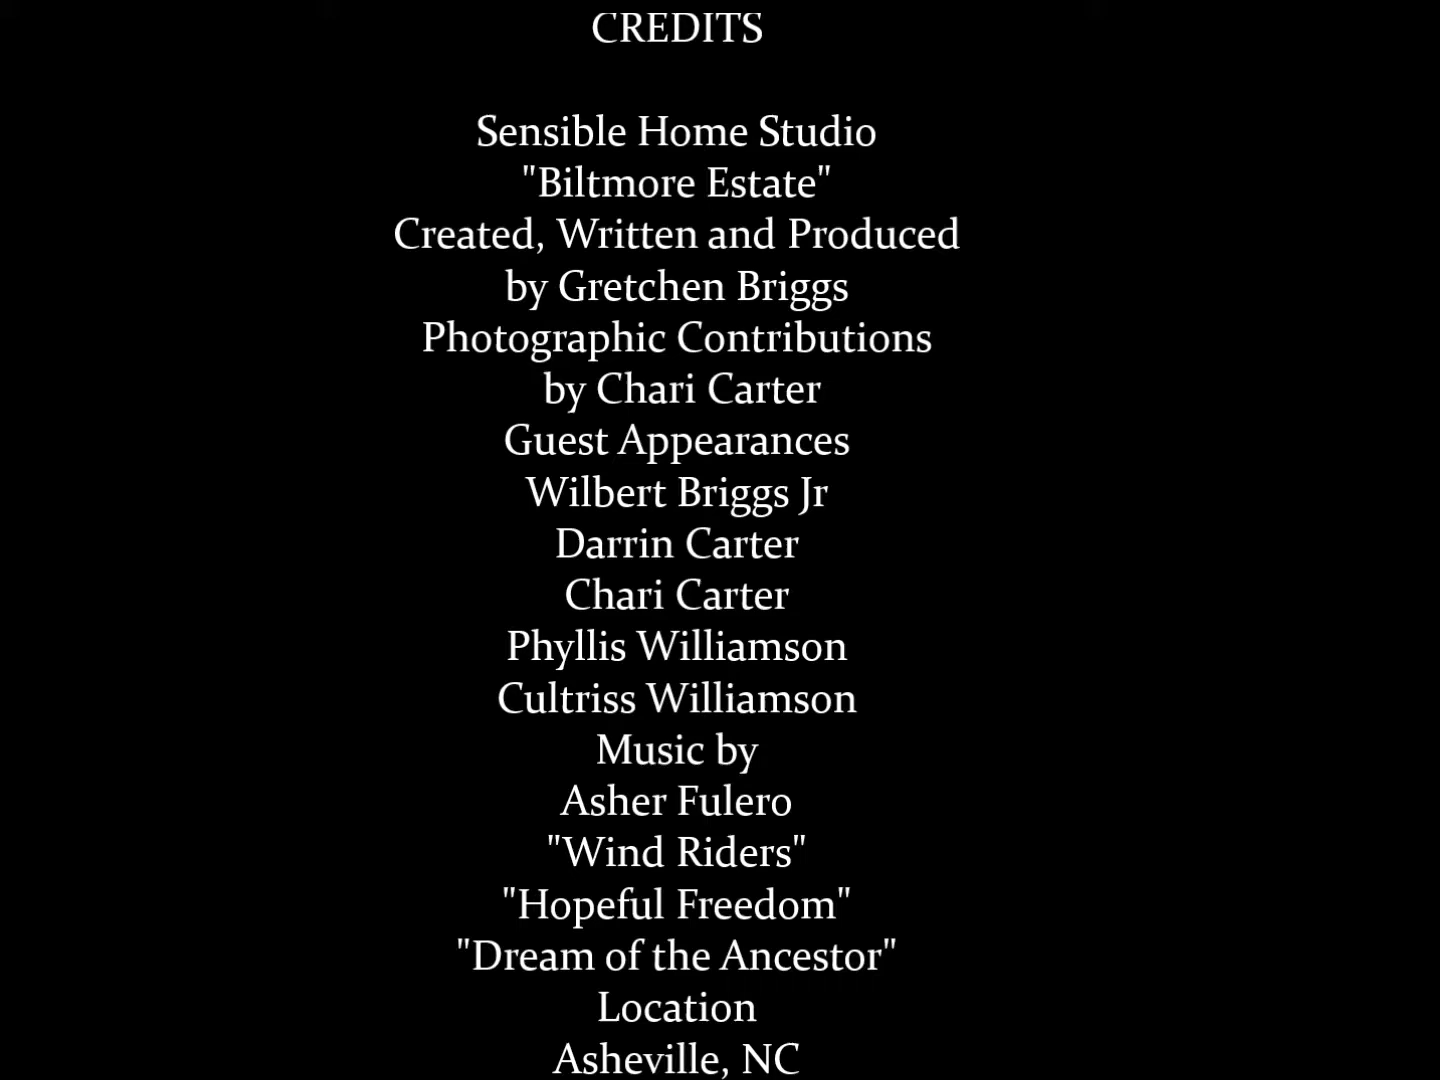 CREDITS
Sensible Home Studio
"Biltmore Estate"
Created, Written and Produced
by Gretchen Briggs
Photographic Contributions
by Chari Carter
Guest Appearances
Wilbert Briggs Jr
Darrin Carter
Chari Carter
Phyllis Williamson
Cultriss Williamson
Music by
Asher Fulero
"Wind Riders"
"Hopeful Freedom"
"Dream of the Ancestor"
Location
Asheville, NC